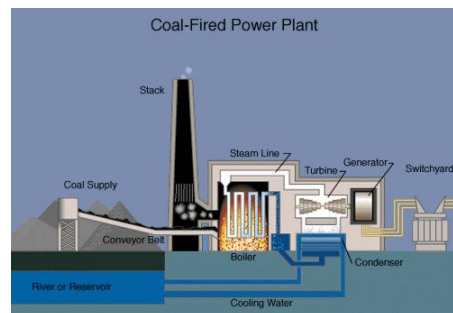 Coal-Fired Power Plant
Stack
Steam Line
Turbine
Generator
Switchyard
Coal Supply
Conveyor Belt
Boiler
Condenser
River or Reservoir
Cooling Water